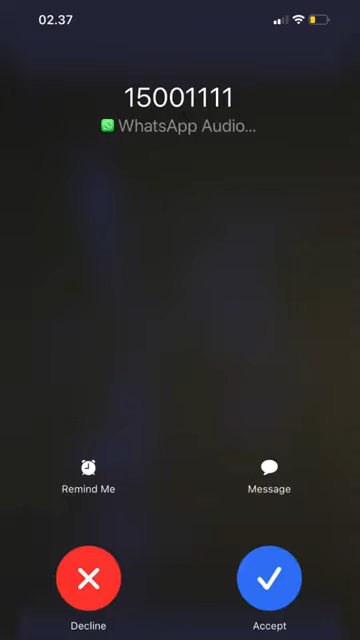 02.37
15001111
WhatsApp Audio...
Remind Me
Message
Decline
Accept